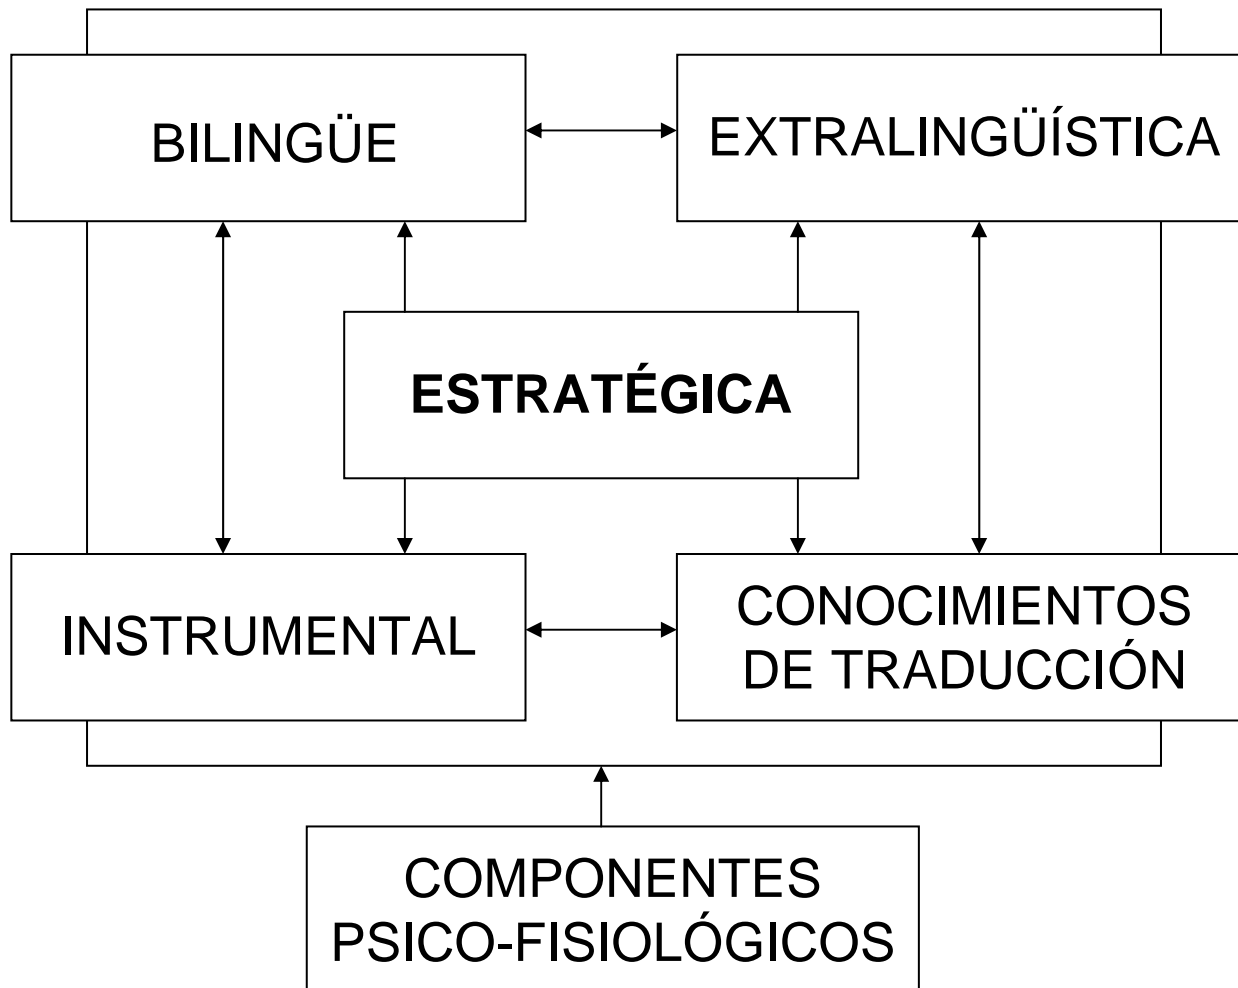 BILINGÜE
EXTRALINGÜÍSTICA
ESTRATÉGICA
INSTRUMENTAL
CONOCIMIENTOS
DE TRADUCCIÓN
COMPONENTES
PSICO-FISIOLÓGICOS